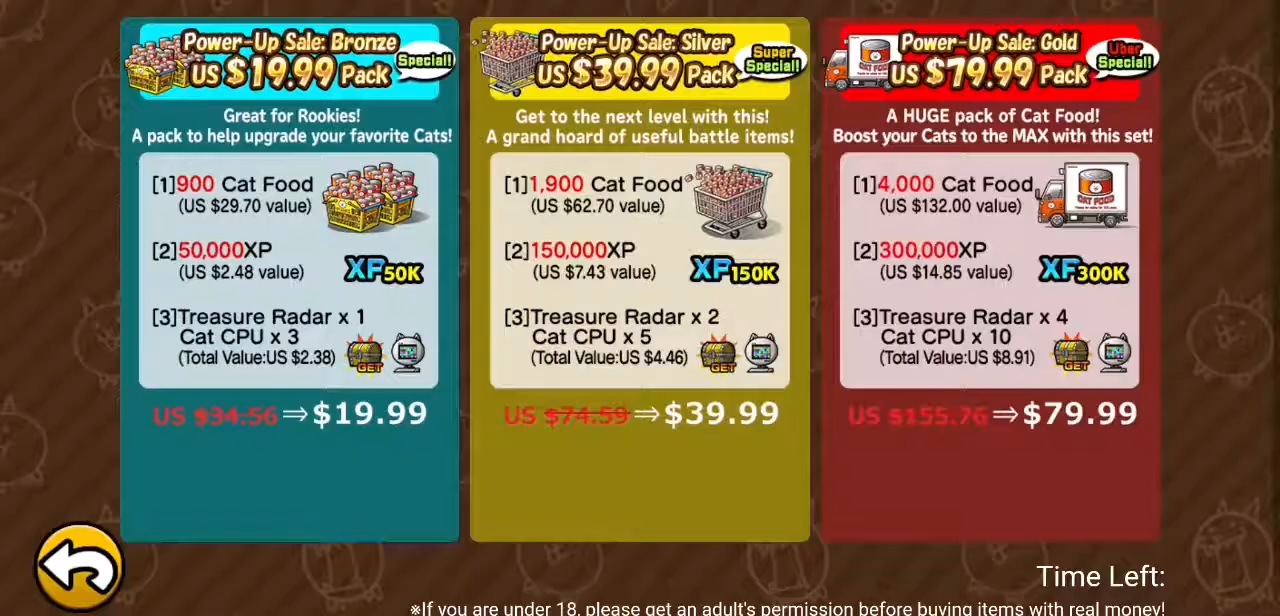 Power-Up Sale: Bronze
US $19.99 Pack
Special!
Great for Rookies!
A pack to help upgrade your favorite Cats!
[1]900 Cat Food
(US $29.70 value)
[2]50,000XP
(US $2.48 value)
XP50K
[3]Treasure Radar x 1
Cat CPU x 3
(Total Value:US $2.38)
GET
US $34.56⇒$19.99
Power-Up Sale: Silver
US $39.99 Pack
Super
Special!
Get to the next level with this!
A grand hoard of useful battle items!
[1]1,900 Cat Food
(US $62.70 value)
[2]150,000XP
(US $7.43 value)
XP150K
[3]Treasure Radar x 2
Cat CPU x 5
(Total Value:US $4.46)
GET
US $74.59⇒$39.99
Power-Up Sale: Gold
US $79.99 Pack
Uber
Special!
A HUGE pack of Cat Food!
Boost your Cats to the MAX with this set!
[1]4,000 Cat Food
(US $132.00 value)
CAT FOOD
[2]300,000XP
(US $14.85 value)
XP300K
[3]Treasure Radar x 4
Cat CPU x 10
(Total Value:US $8.91)
GET
US $155.76⇒$79.99
Time Left:
※If you are under 18, please get an adult's permission before buying items with real money!